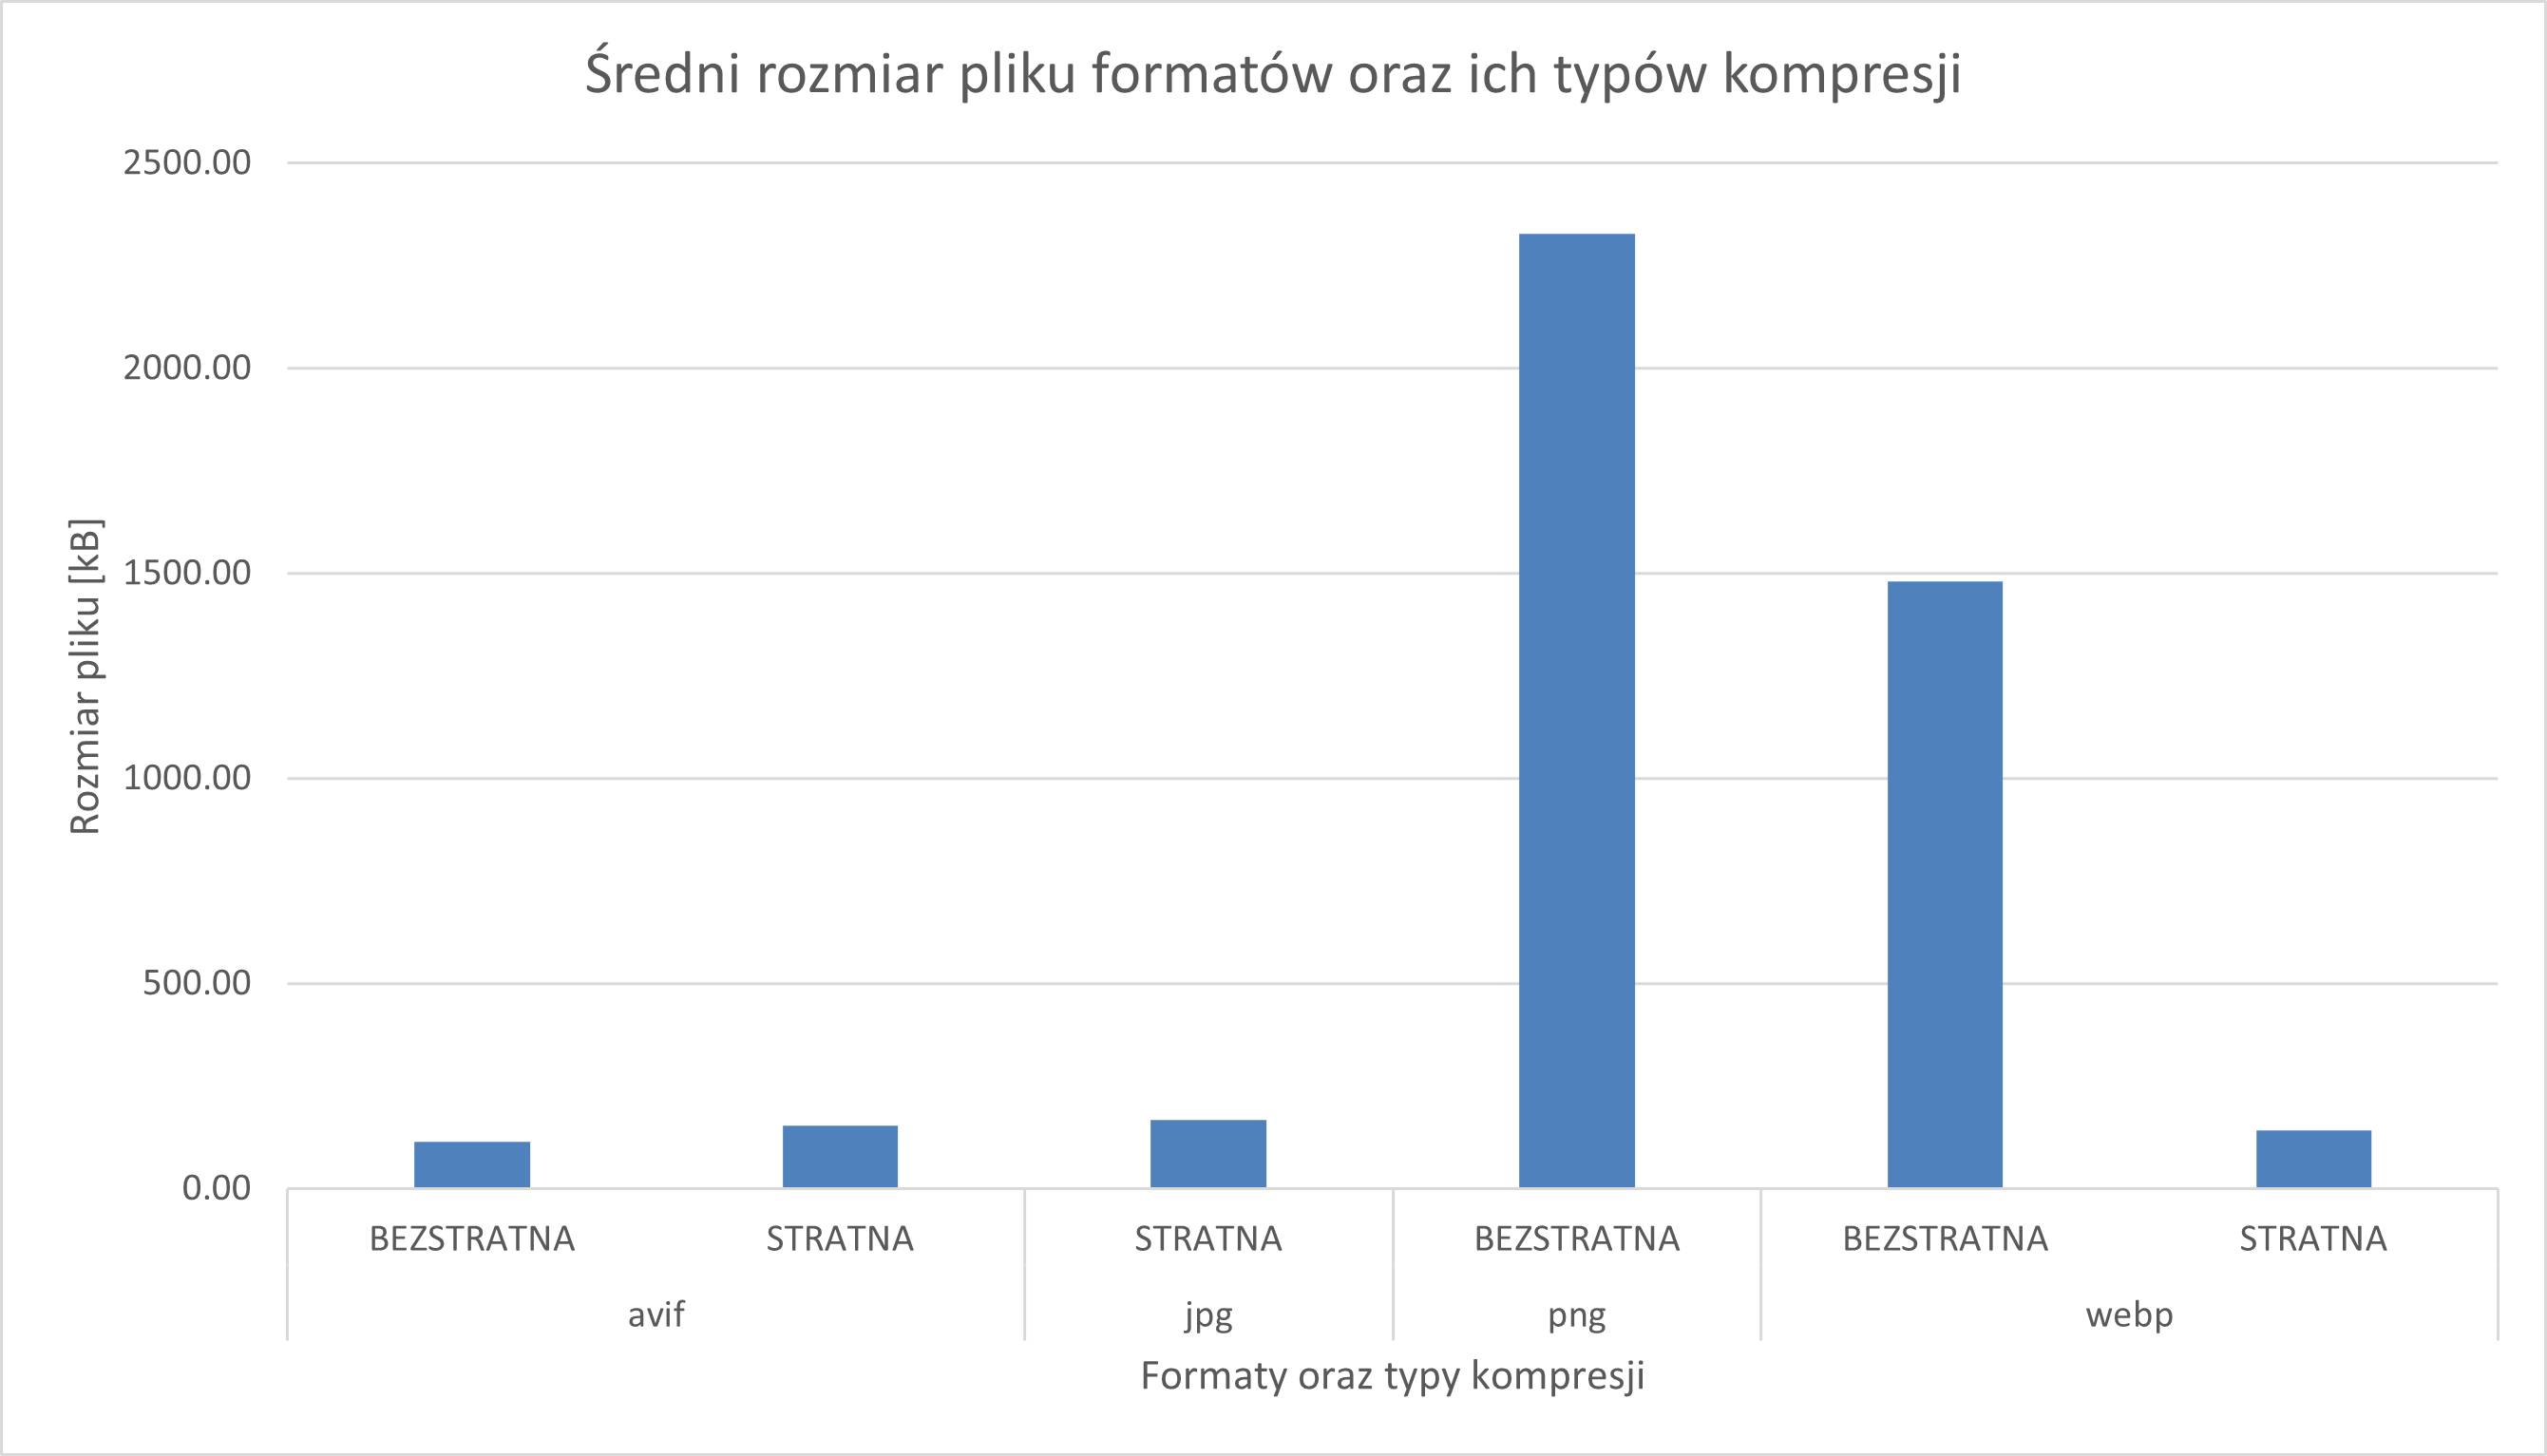 Średni rozmiar pliku formatów oraz ich typów kompresji
2500.00
2000.00
1500.00
1000.00
500.00
0.00
Rozmiar pliku [kB]
BEZSTRATNA STRATNA STRATNA BEZSTRATNA BEZSTRATNA STRATNA
avif jpg png webp
Formaty oraz typy kompresji